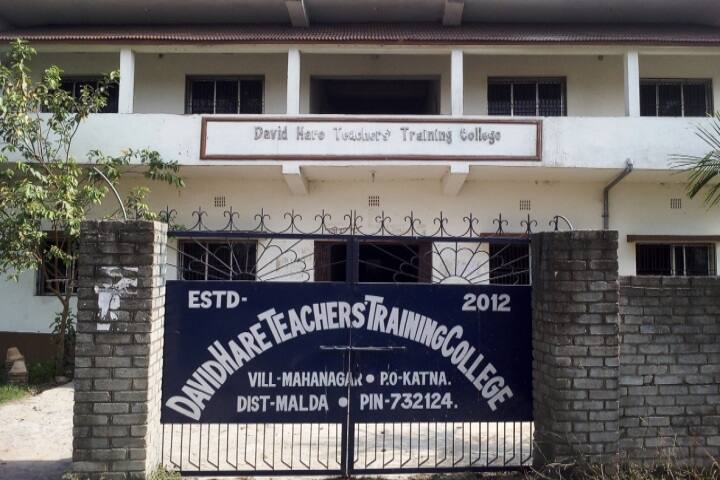 David Hare Teachers' Training College
ESTD- 2012
DAVID HARE TEACHERS TRAINING COLLEGE
VILL-MAHANAGAR • P.O-KATNA.
DIST-MALDA • PIN-732124.